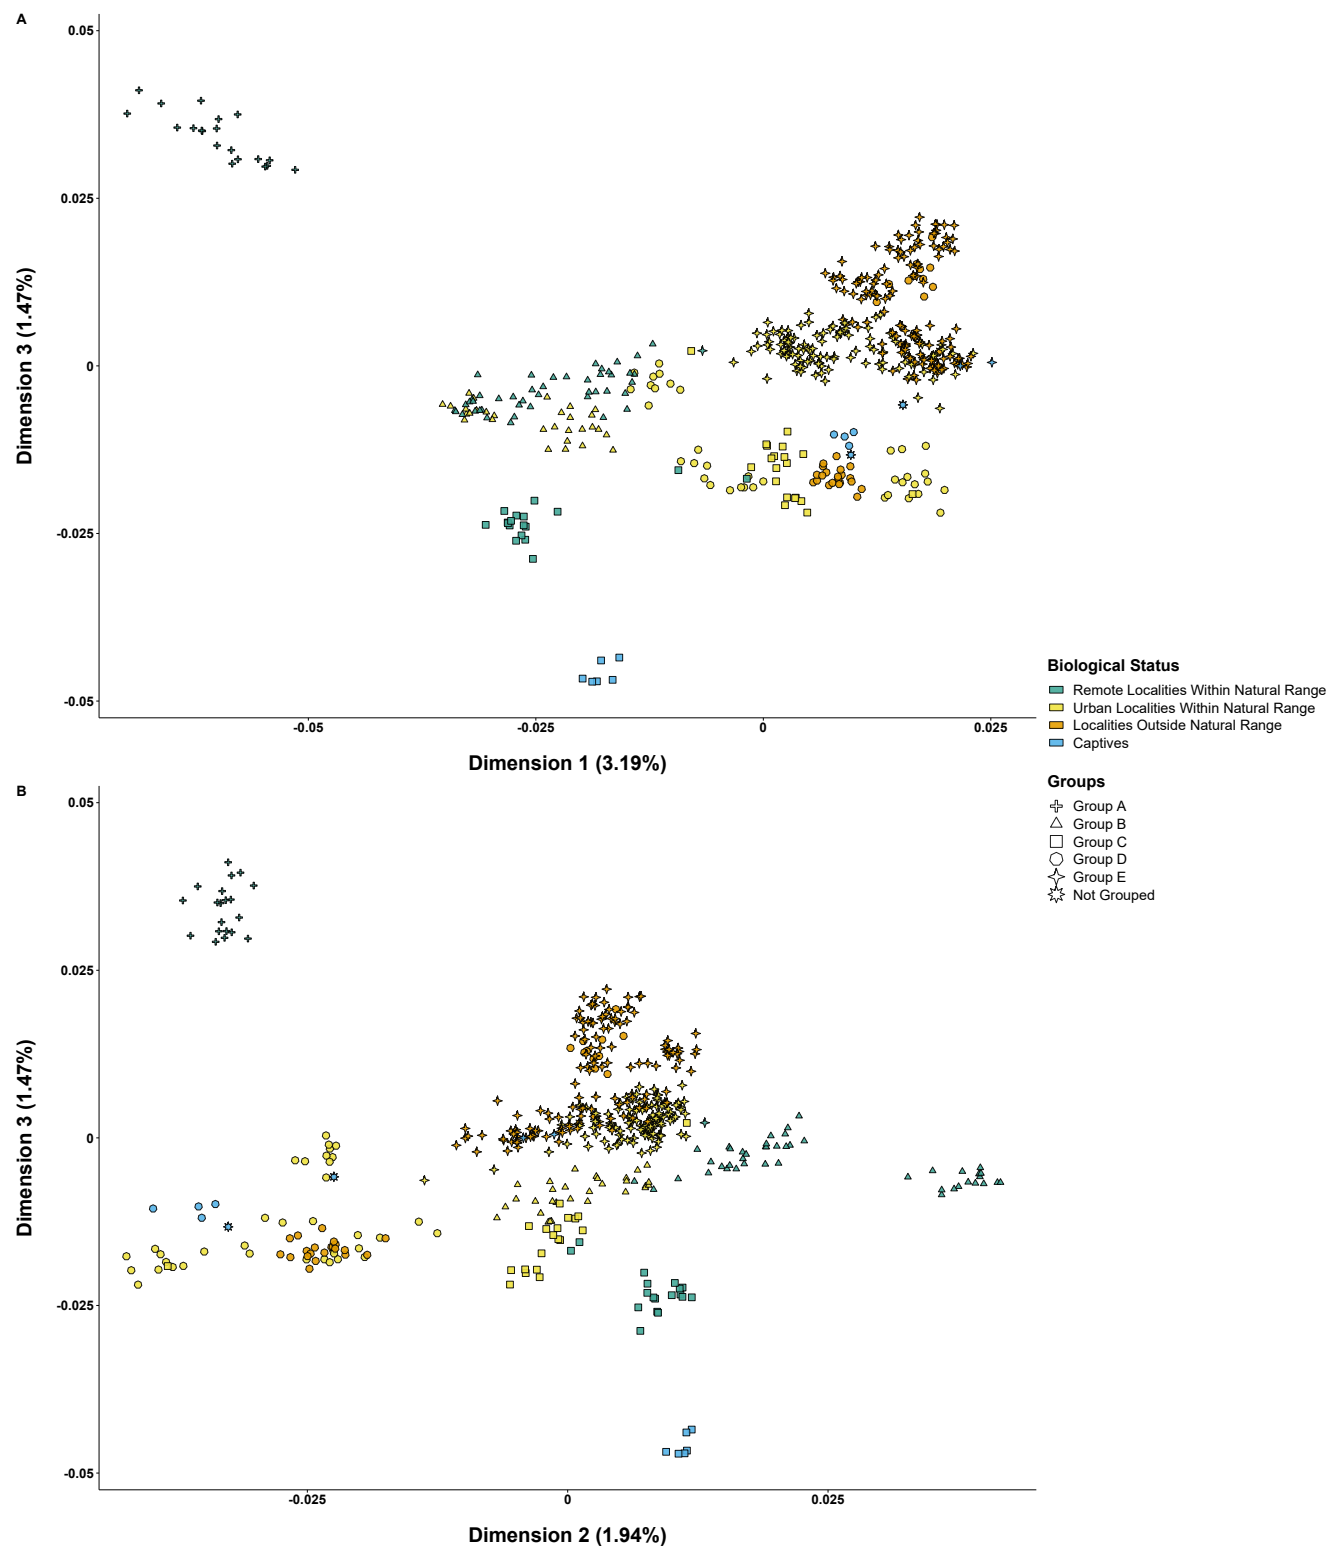 A
0.05
0.025
0
-0.025
-0.05
Dimension 3 (1.47%)
-0.05
-0.025
0
0.025
Dimension 1 (3.19%)
Biological Status
Remote Localities Within Natural Range
Urban Localities Within Natural Range
Localities Outside Natural Range
Captives
Groups
Group A
Group B
Group C
Group D
Group E
Not Grouped
B
0.05
0.025
0
-0.025
-0.05
Dimension 3 (1.47%)
-0.025
0
0.025
Dimension 2 (1.94%)